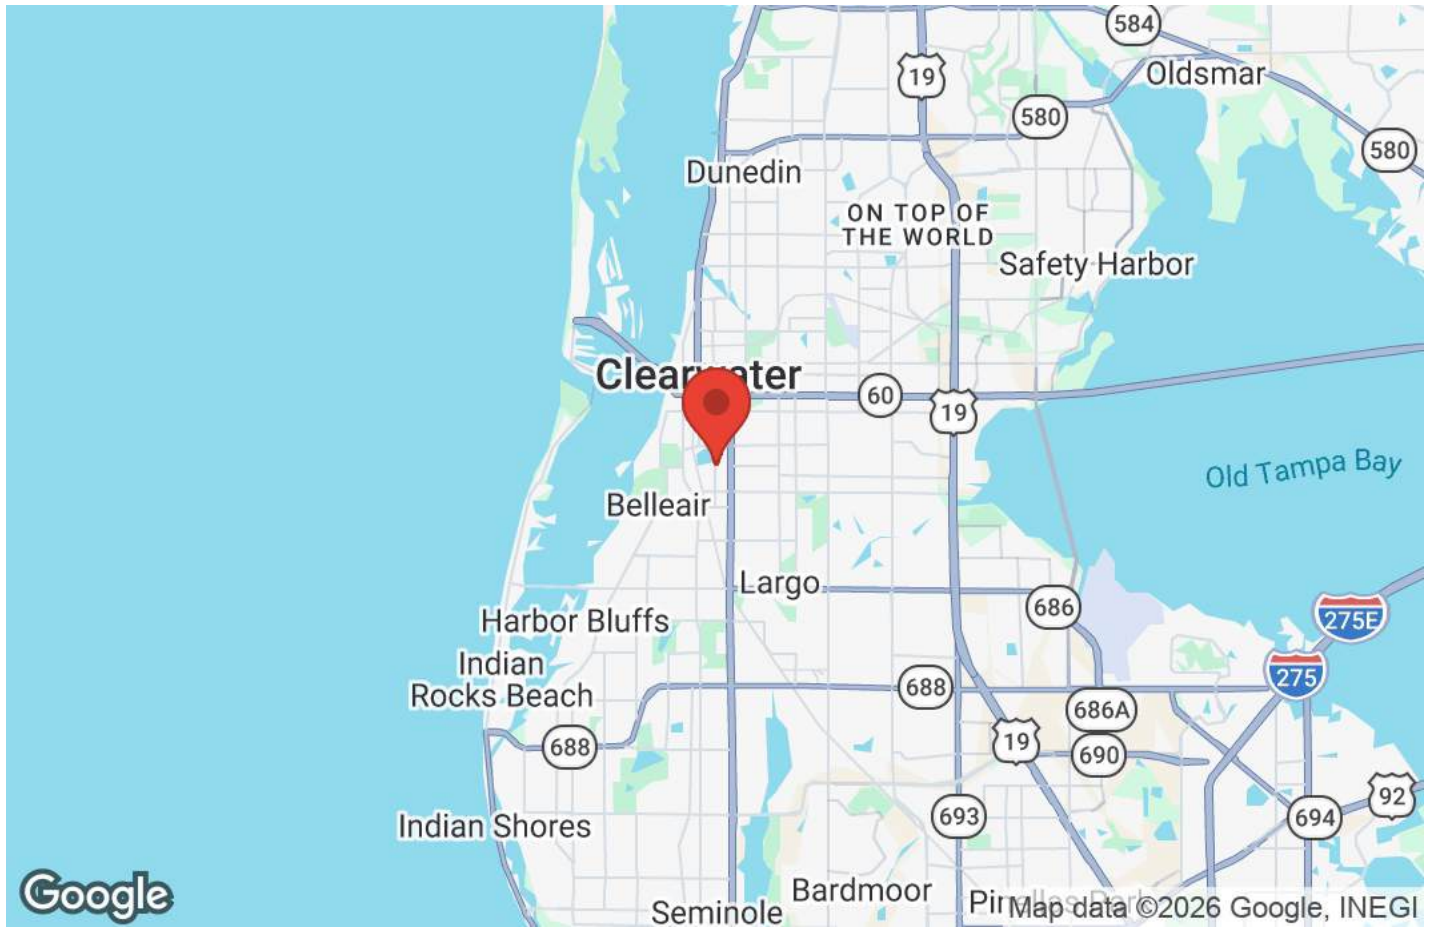 584
19
Oldsmar
580
580
Dunedin
ON TOP OF
THE WORLD
Safety Harbor
Clearwater
60
19
Old Tampa Bay
Belleair
Largo
686
275E
Harbor Bluffs
Indian
Rocks Beach
275
688
686A
688
19
690
92
693
694
Indian Shores
Bardmoor
Seminole
Google
Map data ©2026 Google, INEGI